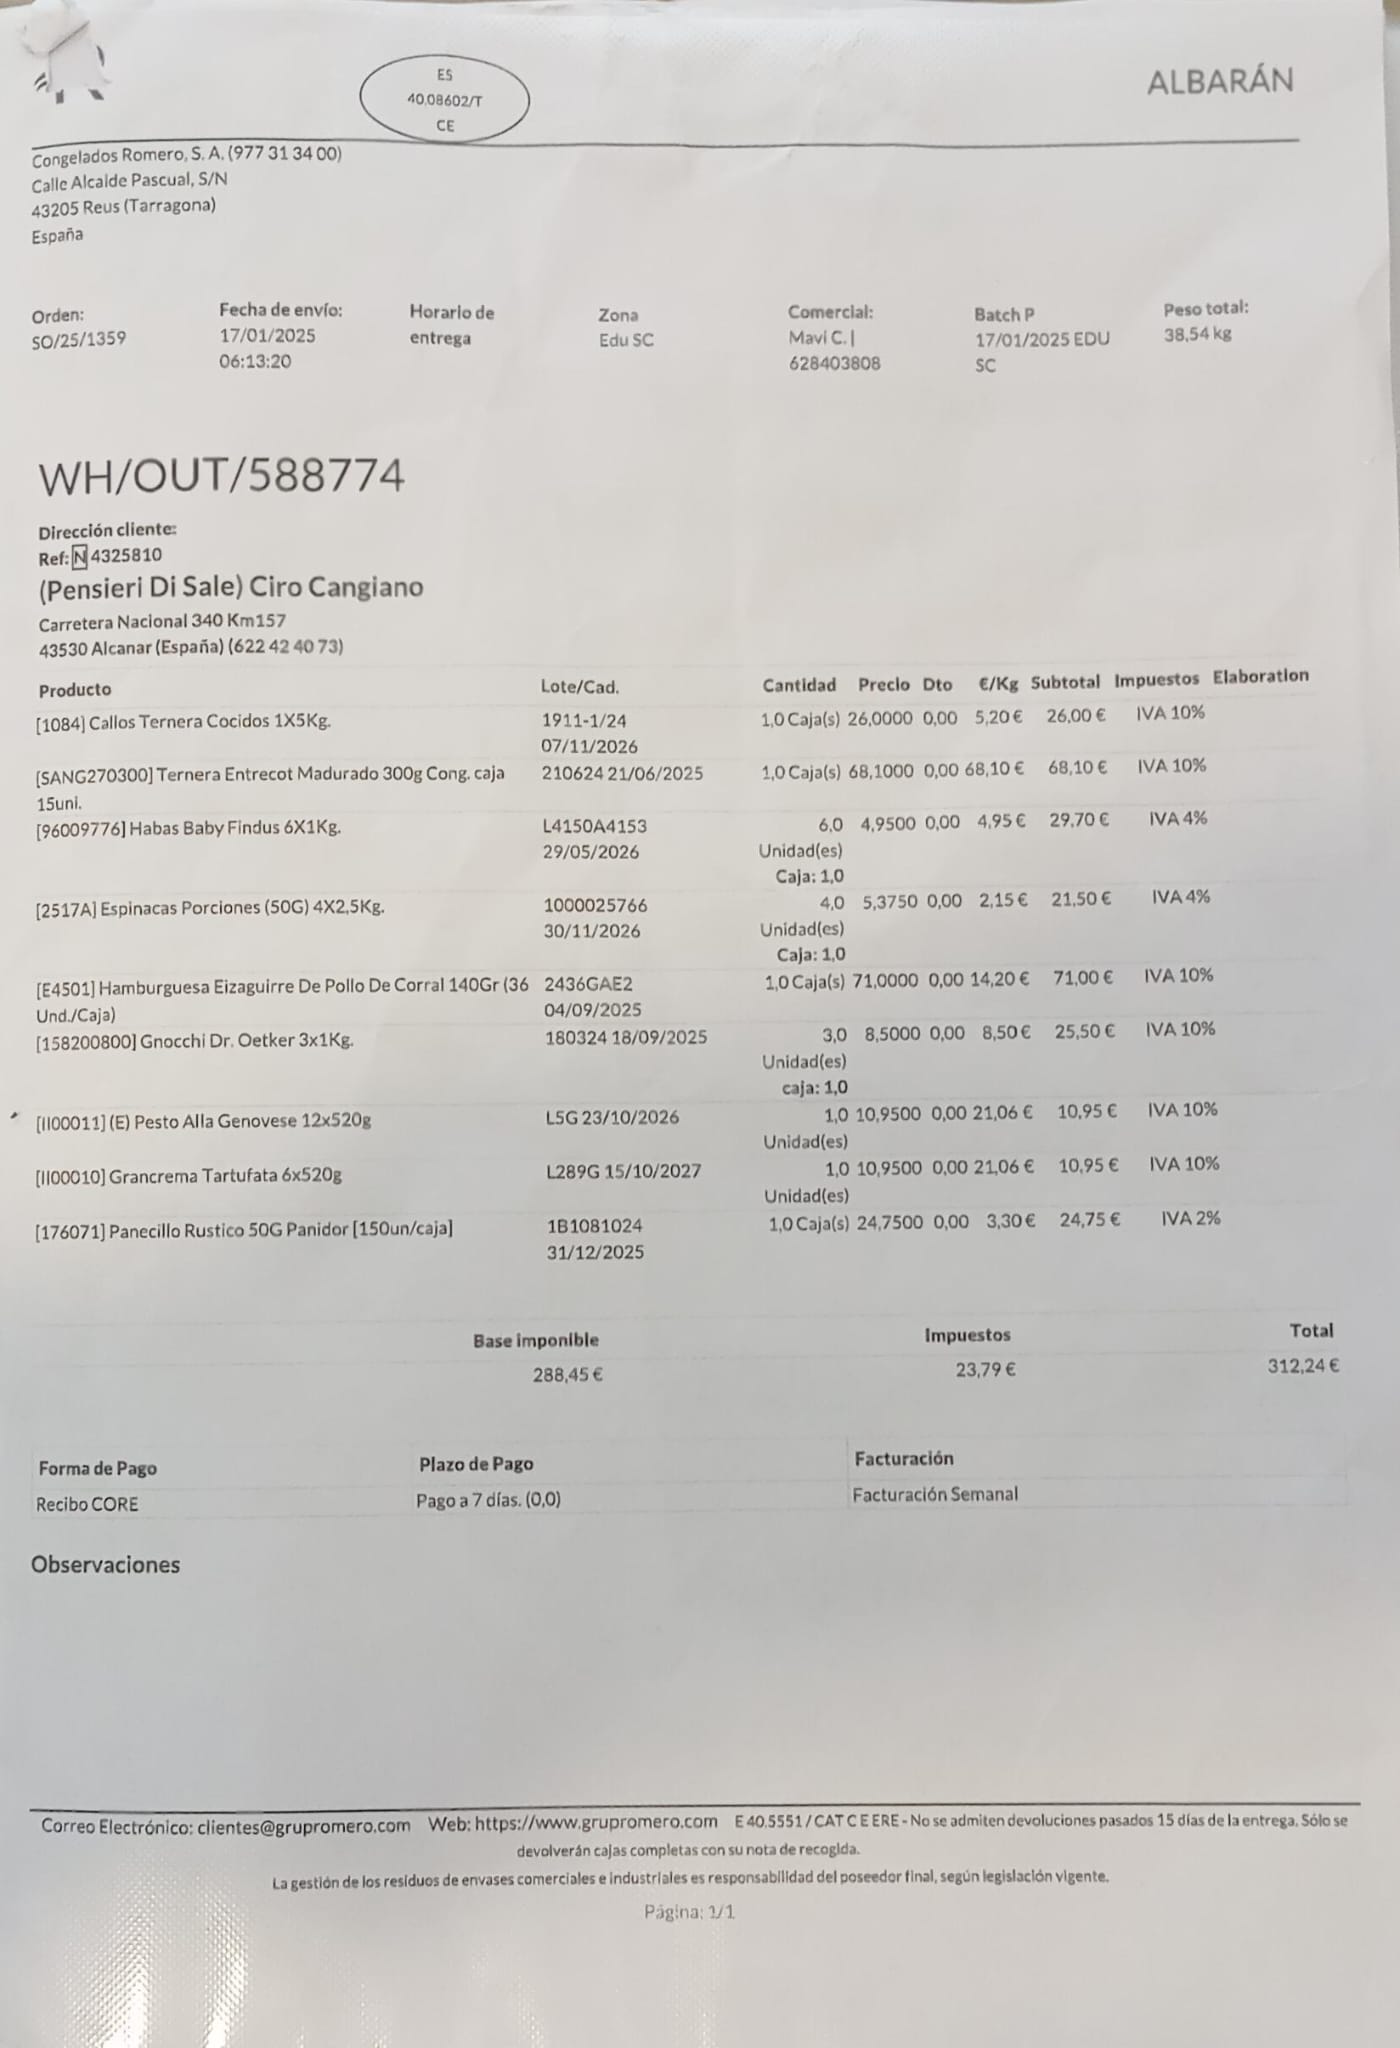 ES
40.08602/T
CE
ALBARÁN
Congelados Romero, S. A. (977 31 34 00)
Calle Alcalde Pascual, S/N
43205 Reus (Tarragona)
España
Orden: Fecha de envío: Horario de entrega Zona Comercial: Batch P Peso total:
SO/25/1359 17/01/2025 06:13:20 Edu SC Mavi C. | 628403808 17/01/2025 EDU SC 38,54 kg
WH/OUT/588774
Dirección cliente:
Ref: N 4325810
(Pensieri Di Sale) Ciro Cangiano
Carretera Nacional 340 Km157
43530 Alcanar (España) (622 42 40 73)
Producto Lote/Cad. Cantidad Precio Dto €/Kg Subtotal Impuestos Elaboration
[1084] Callos Ternera Cocidos 1X5Kg. 1911-1/24 1,0 Caja(s) 26,0000 0,00 5,20 € 26,00 € IVA 10%
07/11/2026
[SANG270300] Ternera Entrecot Madurado 300g Cong. caja 210624 21/06/2025 1,0 Caja(s) 68,1000 0,00 68,10 € 68,10 € IVA 10%
15uni.
[96009776] Habas Baby Findus 6X1Kg. L4150A4153 6,0 4,9500 0,00 4,95 € 29,70 € IVA 4%
29/05/2026 Unidad(es)
Caja: 1,0
[2517A] Espinacas Porciones (50G) 4X2,5Kg. 1000025766 4,0 5,3750 0,00 2,15 € 21,50 € IVA 4%
30/11/2026 Unidad(es)
Caja: 1,0
[E4501] Hamburguesa Eizaguirre De Pollo De Corral 140Gr (36 2436GAE2 1,0 Caja(s) 71,0000 0,00 14,20 € 71,00 € IVA 10%
Und./Caja) 04/09/2025
[158200800] Gnocchi Dr. Oetker 3x1Kg. 180324 18/09/2025 3,0 8,5000 0,00 8,50 € 25,50 € IVA 10%
Unidad(es)
caja: 1,0
[II00011] (E) Pesto Alla Genovese 12x520g L5G 23/10/2026 1,0 10,9500 0,00 21,06 € 10,95 € IVA 10%
Unidad(es)
[II00010] Grancrema Tartufata 6x520g L289G 15/10/2027 1,0 10,9500 0,00 21,06 € 10,95 € IVA 10%
Unidad(es)
[176071] Panecillo Rustico 50G Panidor [150un/caja] 1B1081024 1,0 Caja(s) 24,7500 0,00 3,30 € 24,75 € IVA 2%
31/12/2025
Base imponible Impuestos Total
288,45 € 23,79 € 312,24 €
Forma de Pago Plazo de Pago Facturación
Recibo CORE Pago a 7 días. (0,0) Facturación Semanal
Observaciones
Correo Electrónico: clientes@grupromero.com Web: https://www.grupromero.com E 40.5551 / CAT C E ERE - No se admiten devoluciones pasados 15 días de la entrega. Sólo se
devolverán cajas completas con su nota de recogida.
La gestión de los residuos de envases comerciales e industriales es responsabilidad del poseedor final, según legislación vigente.
Página: 1/1